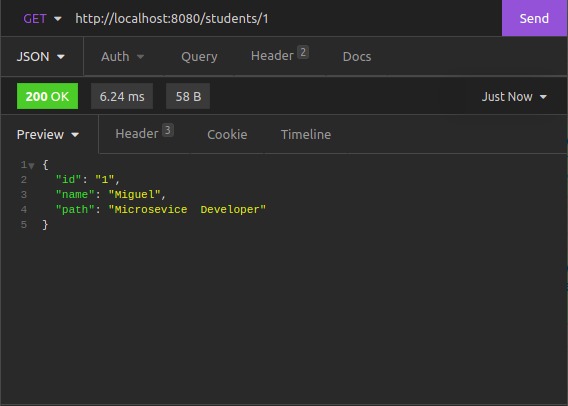 GET http://localhost:8080/students/1 Send
JSON Auth Query Header 2 Docs
200 OK 6.24 ms 58 B Just Now
Preview Header 3 Cookie Timeline
1 {
2 "id": "1",
3 "name": "Miguel",
4 "path": "Microsevice  Developer"
5 }